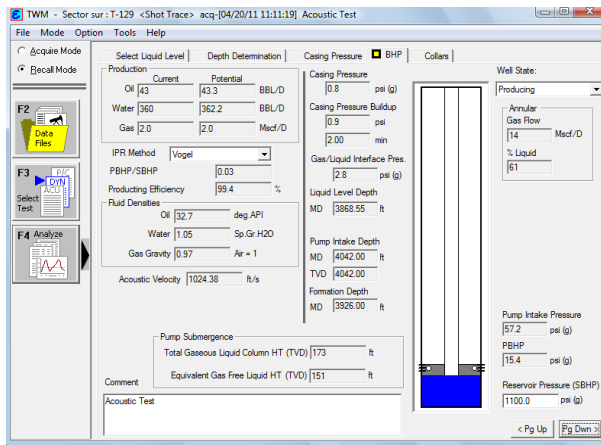 TWM - Sector sur : T-129 <Shot Trace> acq-[04/20/11 11:11:19] Acoustic Test
File Mode Option Tools Help
Acquire Mode
Recall Mode
F2
Data
Files
F3
P/C
DYN
ACU
Select
Test
F4 Analyze
Select Liquid Level
Depth Determination
Casing Pressure
BHP
Collars
Production
Current Potential
Oil 43 43.3 BBL/D
Water 360 362.2 BBL/D
Gas 2.0 2.0 Mscf/D
IPR Method Vogel
PBHP/SBHP 0.03
Producting Efficiency 99.4 %
Fluid Densities
Oil 32.7 deg.API
Water 1.05 Sp.Gr.H2O
Gas Gravity 0.97 Air = 1
Acoustic Velocity 1024.38 ft/s
Pump Submergence
Total Gaseous Liquid Column HT (TVD) 173 ft
Equivalent Gas Free Liquid HT (TVD) 151 ft
Comment
Acoustic Test
Casing Pressure
0.8 psi (g)
Casing Pressure Buildup
0.9 psi
2.00 min
Gas/Liquid Interface Pres.
2.8 psi (g)
Liquid Level Depth
MD 3868.55 ft
Pump Intake Depth
MD 4042.00 ft
TVD 4042.00 ft
Formation Depth
MD 3926.00 ft
Well State:
Producing
Annular
Gas Flow
14 Mscf/D
% Liquid
61
Pump Intake Pressure
57.2 psi (g)
PBHP
15.4 psi (g)
Reservoir Pressure (SBHP)
1100.0 psi (g)
< Pg Up
Pg Dwn >